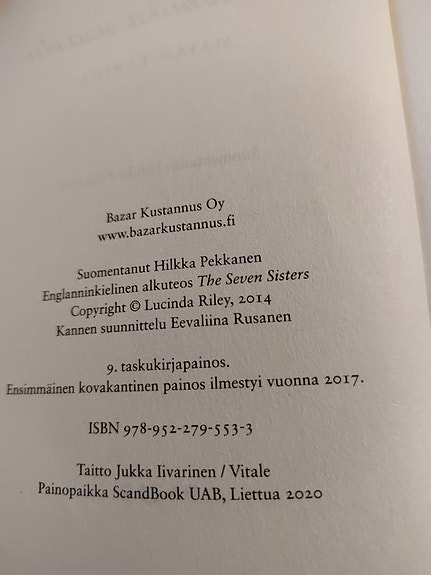 Bazar Kustannus Oy
www.bazarkustannus.fi
Suomentanut Hilkka Pekkanen
Englanninkielinen alkuteos The Seven Sisters
Copyright © Lucinda Riley, 2014
Kannen suunnittelu Eevaliina Rusanen
9. taskukirjapainos.
Ensimmäinen kovakantinen painos ilmestyi vuonna 2017.
ISBN 978-952-279-553-3
Taitto Jukka Iivarinen / Vitale
Painopaikka ScandBook UAB, Liettua 2020